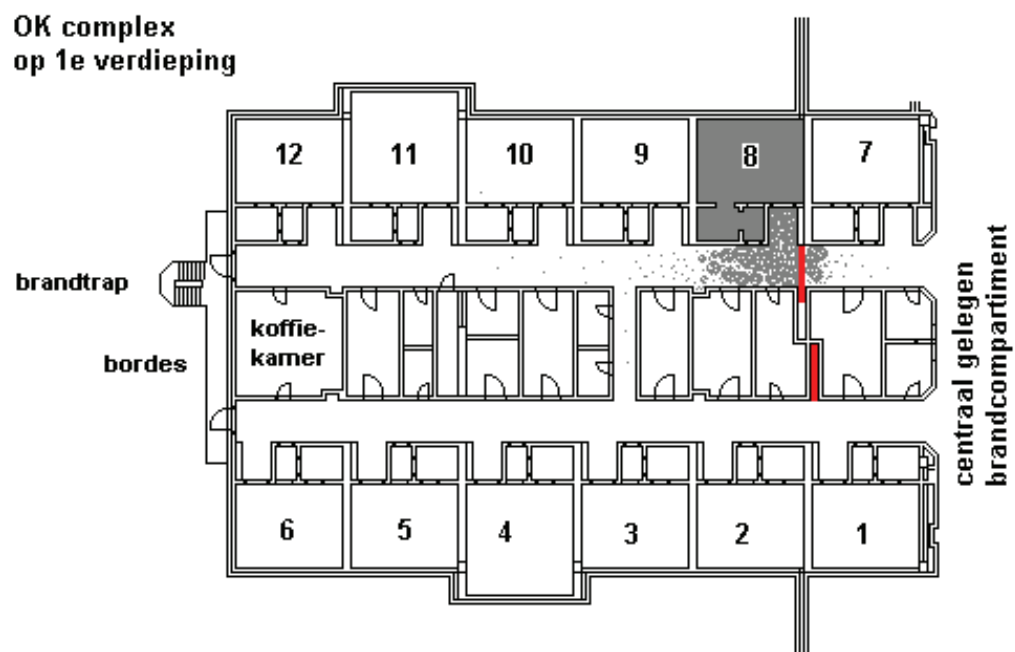 OK complex
op 1e verdieping
12
11
10
9
8
7
brandtrap
bordes
koffie-
kamer
centraal gelegen
brandcompartiment
6
5
4
3
2
1